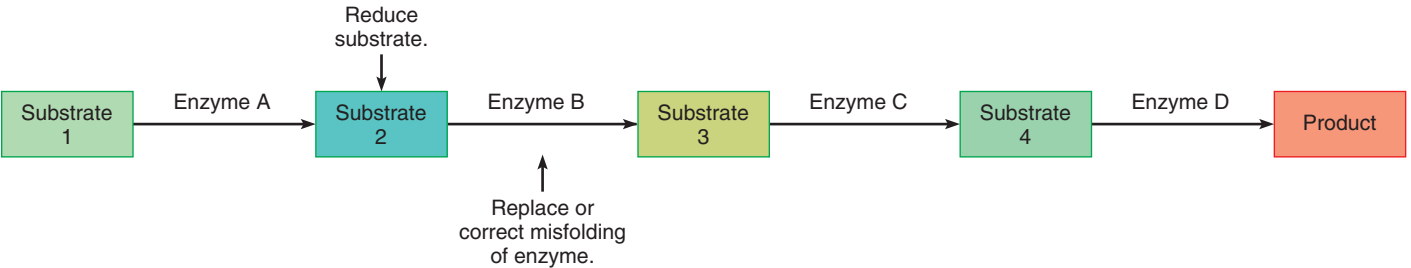 Reduce
substrate.
Substrate
1
Enzyme A
Substrate
2
Enzyme B
Substrate
3
Enzyme C
Substrate
4
Enzyme D
Product
Replace or
correct misfolding
of enzyme.